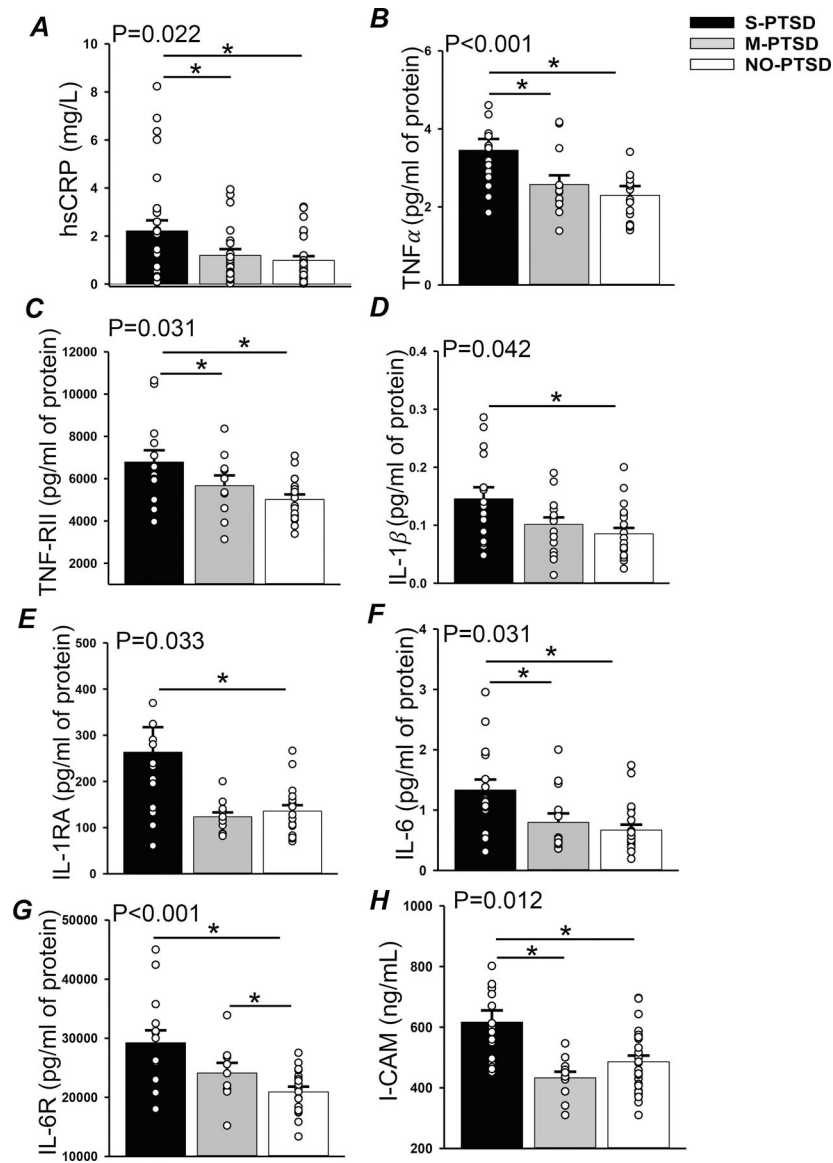 S-PTSD
M-PTSD
NO-PTSD
A
P=0.022
*
*
hsCRP (mg/L)
10
8
6
4
2
0
B
P<0.001
*
*
TNFα (pg/ml of protein)
6
4
2
0
C
P=0.031
*
*
TNF-RII (pg/ml of protein)
12000
10000
8000
6000
4000
2000
D
P=0.042
*
IL-1β (pg/ml of protein)
0.4
0.3
0.2
0.1
0.0
E
P=0.033
*
IL-1RA (pg/ml of protein)
500
400
300
200
100
0
F
P=0.031
*
*
IL-6 (pg/ml of protein)
4
3
2
1
0
G
P<0.001
*
*
IL-6R (pg/ml of protein)
50000
40000
30000
20000
10000
H
P=0.012
*
*
I-CAM (ng/mL)
1000
800
600
400
200